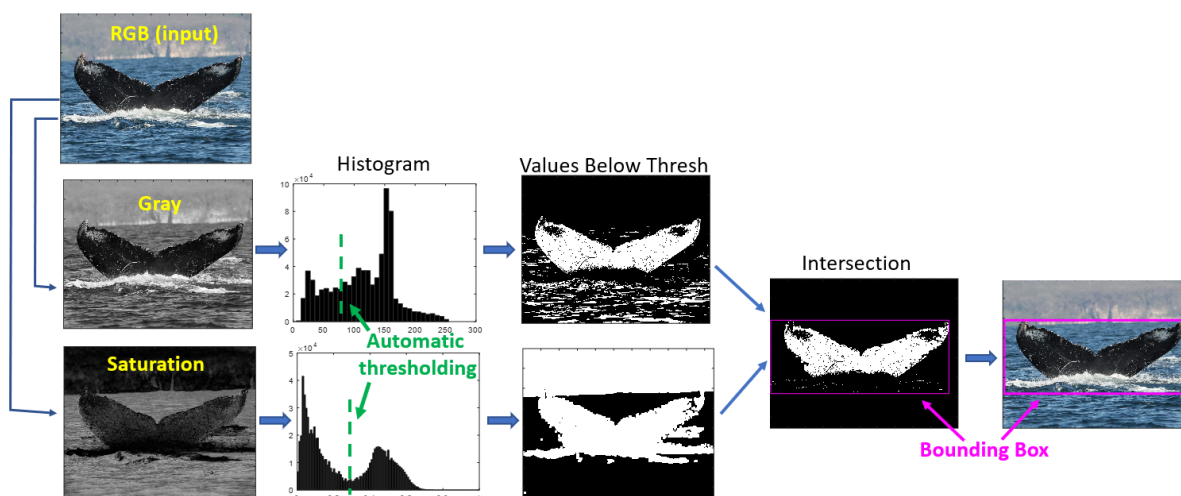 RGB (input)
Histogram
Values Below Thresh
Gray
×10⁴
10
8
6
4
2
0
0 50 100 150 200 250 300
Automatic
thresholding
Intersection
Saturation
×10⁴
5
4
3
2
1
0
Bounding Box